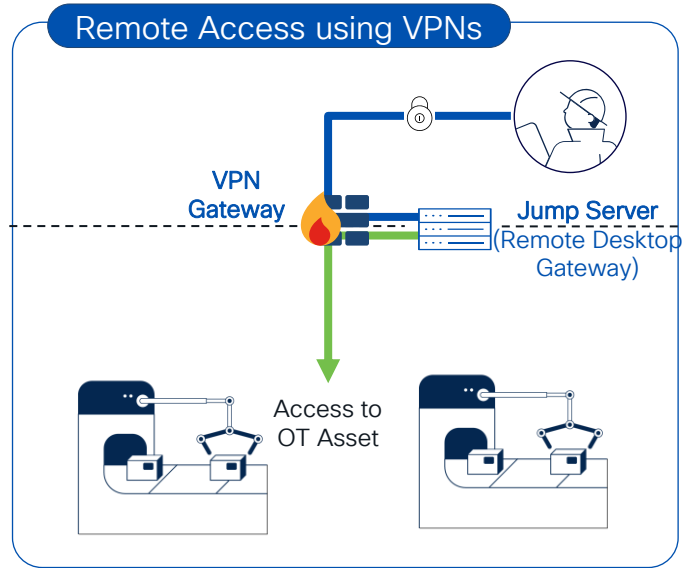 Remote Access using VPNs
VPN
Gateway
Jump Server
(Remote Desktop
Gateway)
Access to
OT Asset